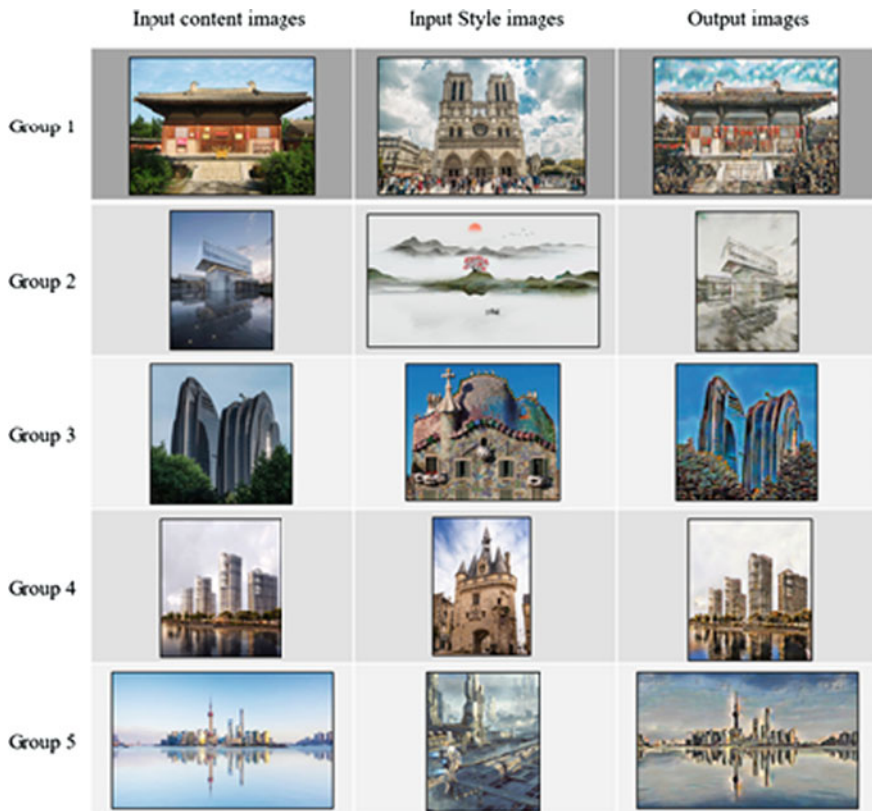 Input content images
Input Style images
Output images
Group 1
Group 2
Group 3
Group 4
Group 5